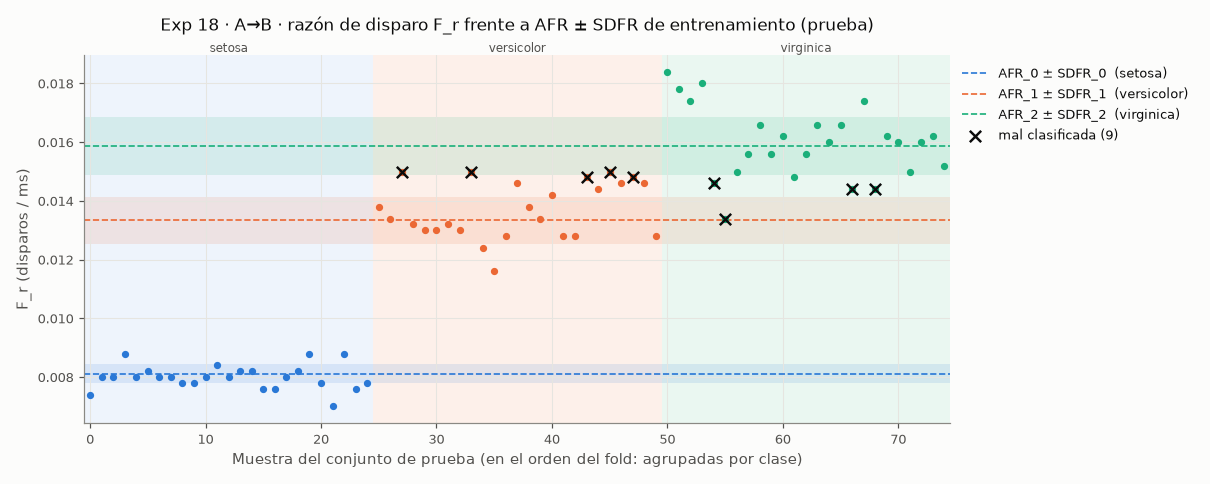 Exp 18 · A→B · razón de disparo F_r frente a AFR ± SDFR de entrenamiento (prueba)
setosa versicolor virginica
0.018
0.016
0.014
0.012
0.010
0.008
F_r (disparos / ms)
0 10 20 30 40 50 60 70
Muestra del conjunto de prueba (en el orden del fold: agrupadas por clase)
AFR_0 ± SDFR_0 (setosa)
AFR_1 ± SDFR_1 (versicolor)
AFR_2 ± SDFR_2 (virginica)
mal clasificada (9)